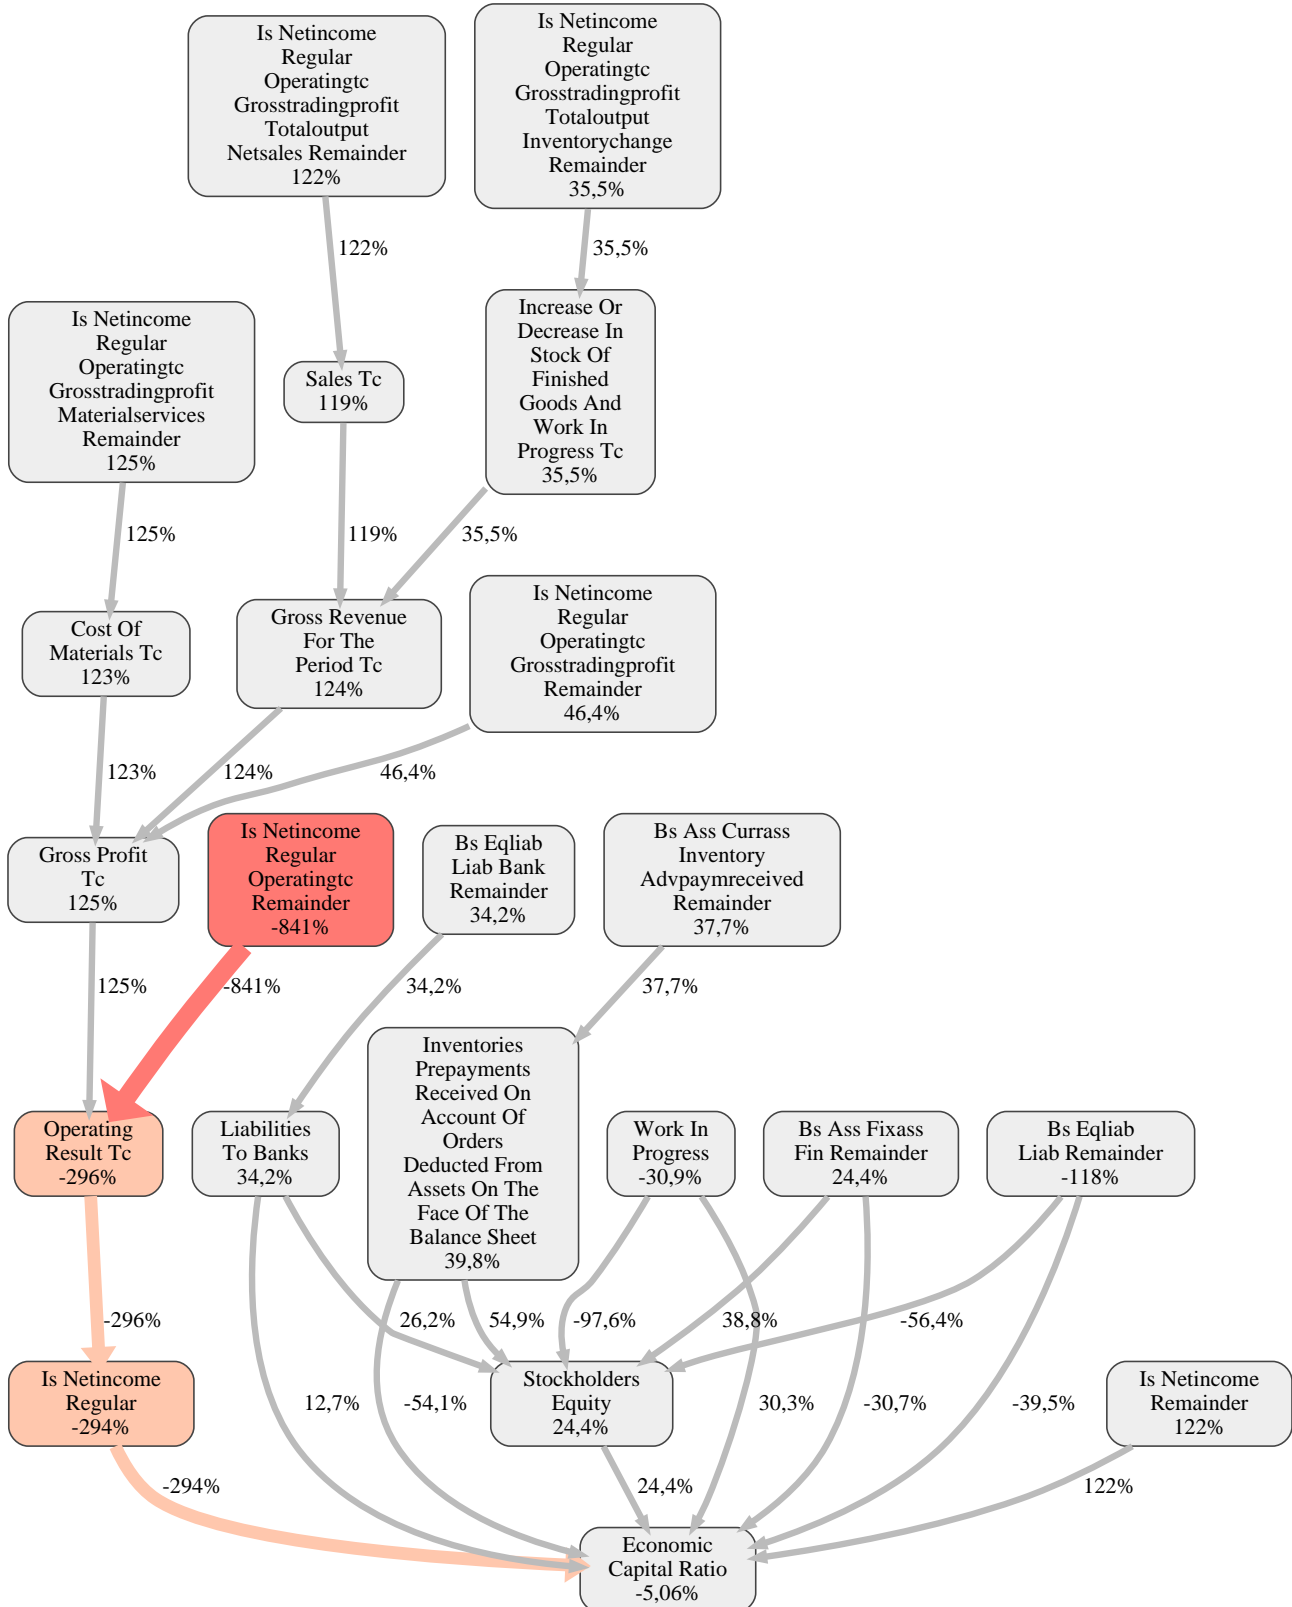 Is Netincome
Regular
Operatingtc
Grosstradingprofit
Totaloutput
Netsales Remainder
122%
Is Netincome
Regular
Operatingtc
Grosstradingprofit
Totaloutput
Inventorychange
Remainder
35,5%
122%
35,5%
Is Netincome
Regular
Operatingtc
Grosstradingprofit
Materialservices
Remainder
125%
Sales Tc
119%
Increase Or
Decrease In
Stock Of
Finished
Goods And
Work In
Progress Tc
35,5%
125%
119%
35,5%
Cost Of
Materials Tc
123%
Gross Revenue
For The
Period Tc
124%
Is Netincome
Regular
Operatingtc
Grosstradingprofit
Remainder
46,4%
123%
124%
46,4%
Gross Profit
Tc
125%
Is Netincome
Regular
Operatingtc
Remainder
-841%
Bs Eqliab
Liab Bank
Remainder
34,2%
Bs Ass Currass
Inventory
Advpaymreceived
Remainder
37,7%
125%
-841%
34,2%
37,7%
Operating
Result Tc
-296%
Liabilities
To Banks
34,2%
Inventories
Prepayments
Received On
Account Of
Orders
Deducted From
Assets On The
Face Of The
Balance Sheet
39,8%
Work In
Progress
-30,9%
Bs Ass Fixass
Fin Remainder
24,4%
Bs Eqliab
Liab Remainder
-118%
-296%
26,2%
54,9%
-97,6%
38,8%
-56,4%
Is Netincome
Regular
-294%
12,7%
-54,1%
Stockholders
Equity
24,4%
30,3%
-30,7%
-39,5%
Is Netincome
Remainder
122%
-294%
24,4%
122%
Economic
Capital Ratio
-5,06%